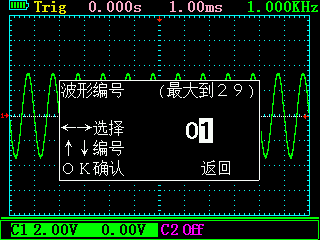 Trig 0.000s 1.00ms 1.000KHz
波形编号 (最大到29)
←→选择 01
↑↓编号
OK确认 返回
C1 2.00V 0.00V C2 Off